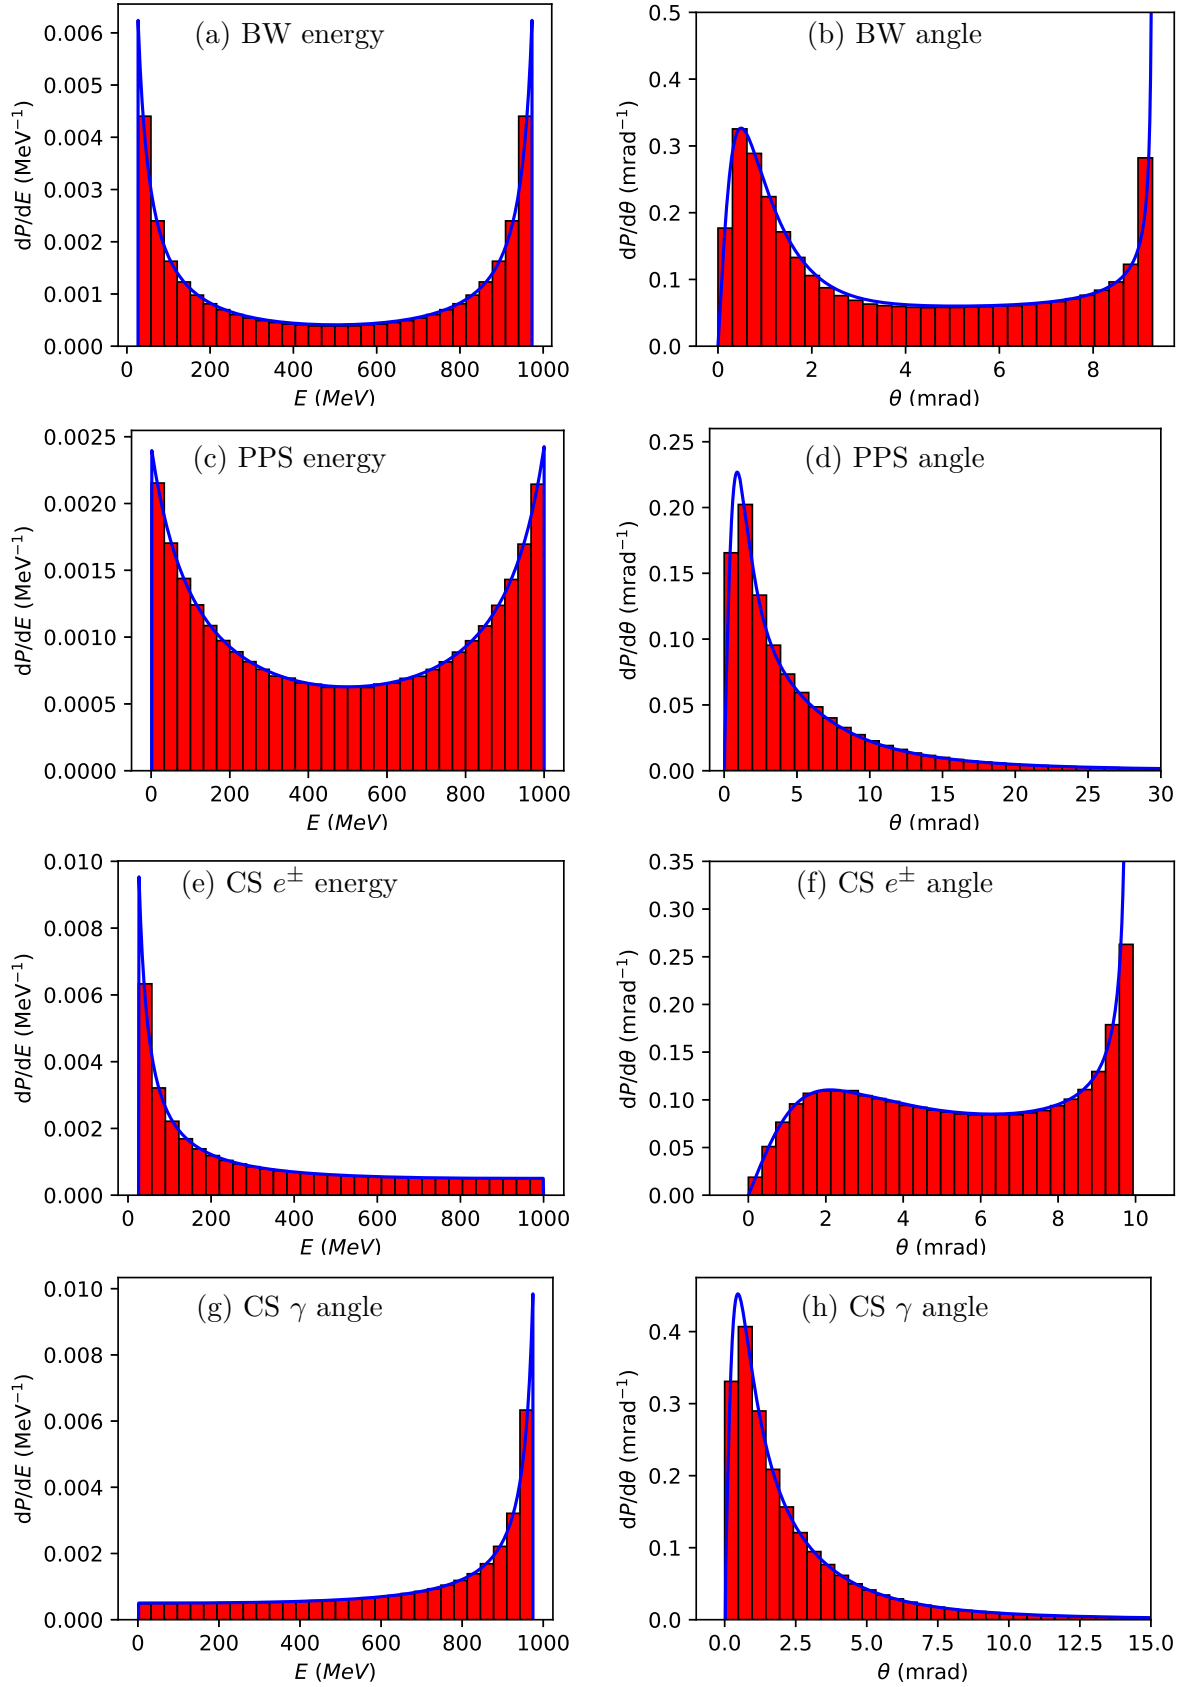 (a) BW energy
dP/dE (MeV⁻¹)
0.006
0.005
0.004
0.003
0.002
0.001
0.000
0 200 400 600 800 1000
E (MeV)
(b) BW angle
dP/dθ (mrad⁻¹)
0.5
0.4
0.3
0.2
0.1
0.0
0 2 4 6 8
θ (mrad)
(c) PPS energy
dP/dE (MeV⁻¹)
0.0025
0.0020
0.0015
0.0010
0.0005
0.0000
0 200 400 600 800 1000
E (MeV)
(d) PPS angle
dP/dθ (mrad⁻¹)
0.25
0.20
0.15
0.10
0.05
0.00
0 5 10 15 20 25 30
θ (mrad)
(e) CS e± energy
dP/dE (MeV⁻¹)
0.010
0.008
0.006
0.004
0.002
0.000
0 200 400 600 800 1000
E (MeV)
(f) CS e± angle
dP/dθ (mrad⁻¹)
0.35
0.30
0.25
0.20
0.15
0.10
0.05
0.00
0 2 4 6 8 10
θ (mrad)
(g) CS γ angle
dP/dE (MeV⁻¹)
0.010
0.008
0.006
0.004
0.002
0.000
0 200 400 600 800 1000
E (MeV)
(h) CS γ angle
dP/dθ (mrad⁻¹)
0.4
0.3
0.2
0.1
0.0
0.0 2.5 5.0 7.5 10.0 12.5 15.0
θ (mrad)